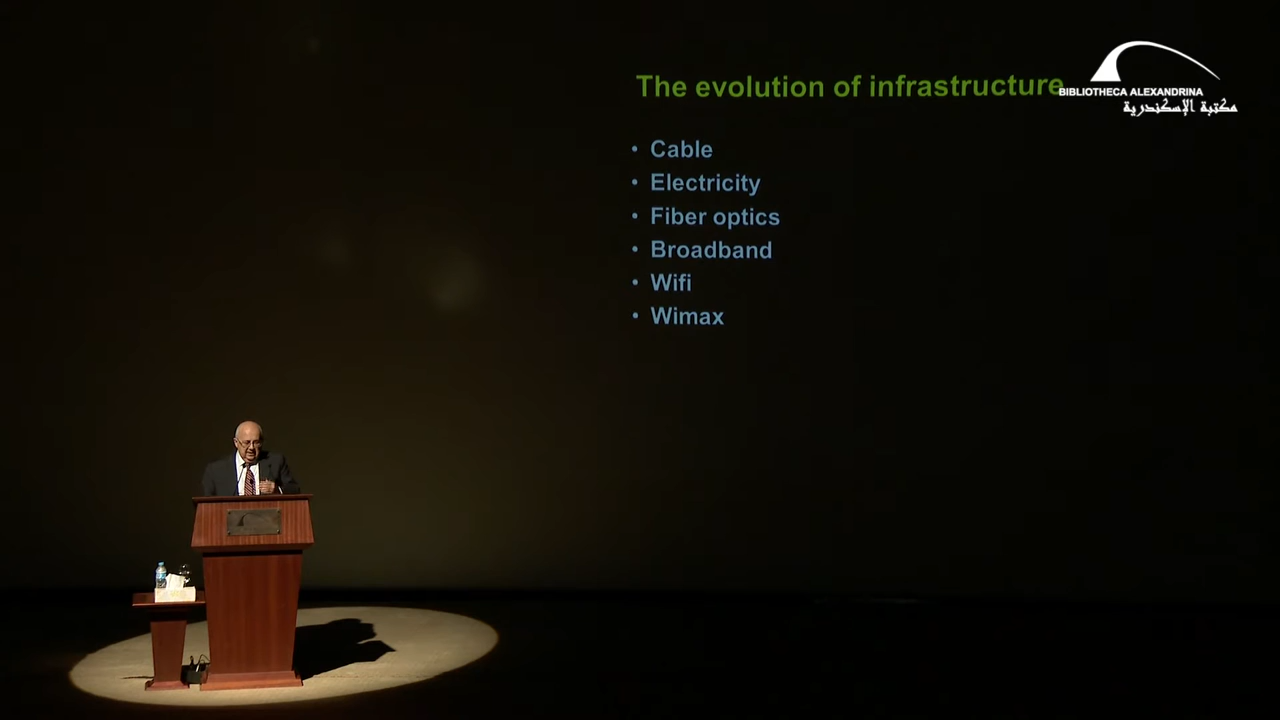 The evolution of infrastructure
BIBLIOTHECA ALEXANDRINA
مكتبة الإسكندرية
• Cable
• Electricity
• Fiber optics
• Broadband
• Wifi
• Wimax